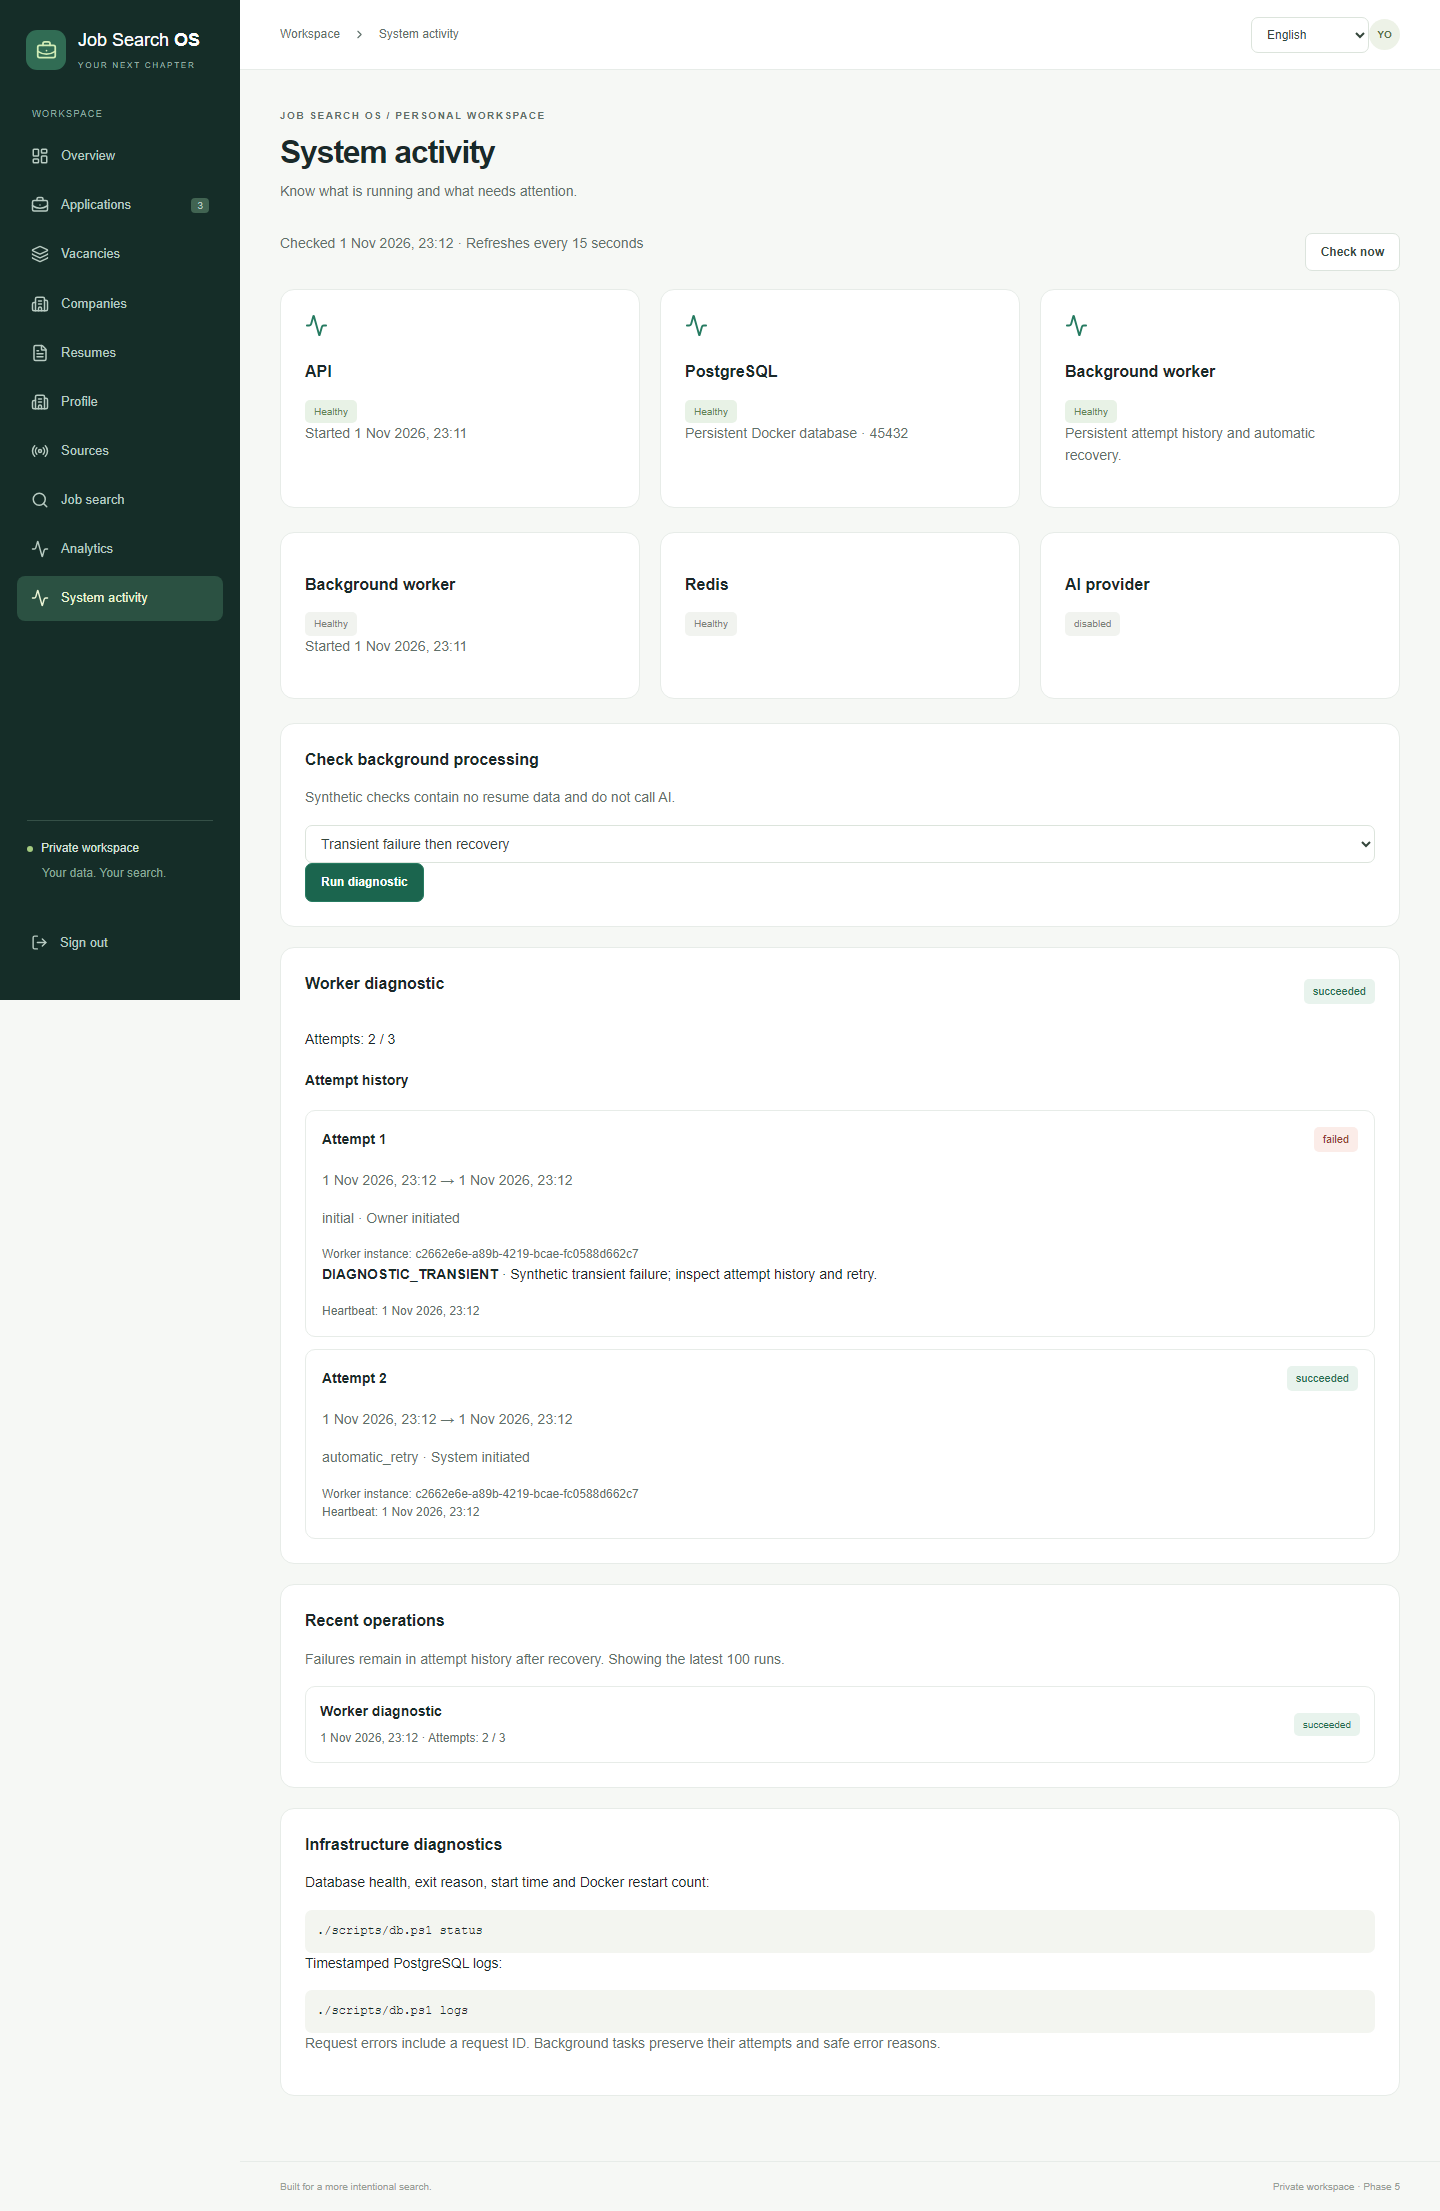 Job Search OS
YOUR NEXT CHAPTER
WORKSPACE
Overview
Applications 3
Vacancies
Companies
Resumes
Profile
Sources
Job search
Analytics
System activity
Private workspace
Your data. Your search.
Sign out
Workspace > System activity
English YO
JOB SEARCH OS / PERSONAL WORKSPACE
System activity
Know what is running and what needs attention.
Checked 1 Nov 2026, 23:12 · Refreshes every 15 seconds
Check now
API
Healthy
Started 1 Nov 2026, 23:11
PostgreSQL
Healthy
Persistent Docker database · 45432
Background worker
Healthy
Persistent attempt history and automatic
recovery.
Background worker
Healthy
Started 1 Nov 2026, 23:11
Redis
Healthy
AI provider
disabled
Check background processing
Synthetic checks contain no resume data and do not call AI.
Transient failure then recovery
Run diagnostic
Worker diagnostic
succeeded
Attempts: 2 / 3
Attempt history
Attempt 1
failed
1 Nov 2026, 23:12 → 1 Nov 2026, 23:12
initial · Owner initiated
Worker instance: c2662e6e-a89b-4219-bcae-fc0588d662c7
DIAGNOSTIC_TRANSIENT · Synthetic transient failure; inspect attempt history and retry.
Heartbeat: 1 Nov 2026, 23:12
Attempt 2
succeeded
1 Nov 2026, 23:12 → 1 Nov 2026, 23:12
automatic_retry · System initiated
Worker instance: c2662e6e-a89b-4219-bcae-fc0588d662c7
Heartbeat: 1 Nov 2026, 23:12
Recent operations
Failures remain in attempt history after recovery. Showing the latest 100 runs.
Worker diagnostic
1 Nov 2026, 23:12 · Attempts: 2 / 3
succeeded
Infrastructure diagnostics
Database health, exit reason, start time and Docker restart count:
./scripts/db.ps1 status
Timestamped PostgreSQL logs:
./scripts/db.ps1 logs
Request errors include a request ID. Background tasks preserve their attempts and safe error reasons.
Built for a more intentional search.
Private workspace · Phase 5